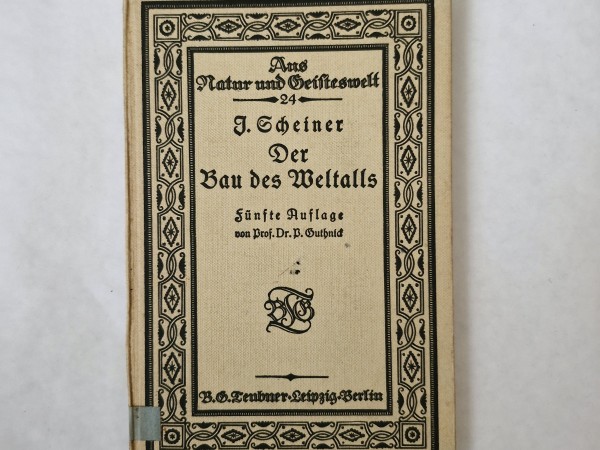 Aus
Natur und Geisteswelt
24
J. Scheiner
Der
Bau des Weltalls
Fünfte Auflage
von Prof. Dr. P. Guthnick
B. G. Teubner · Leipzig · Berlin